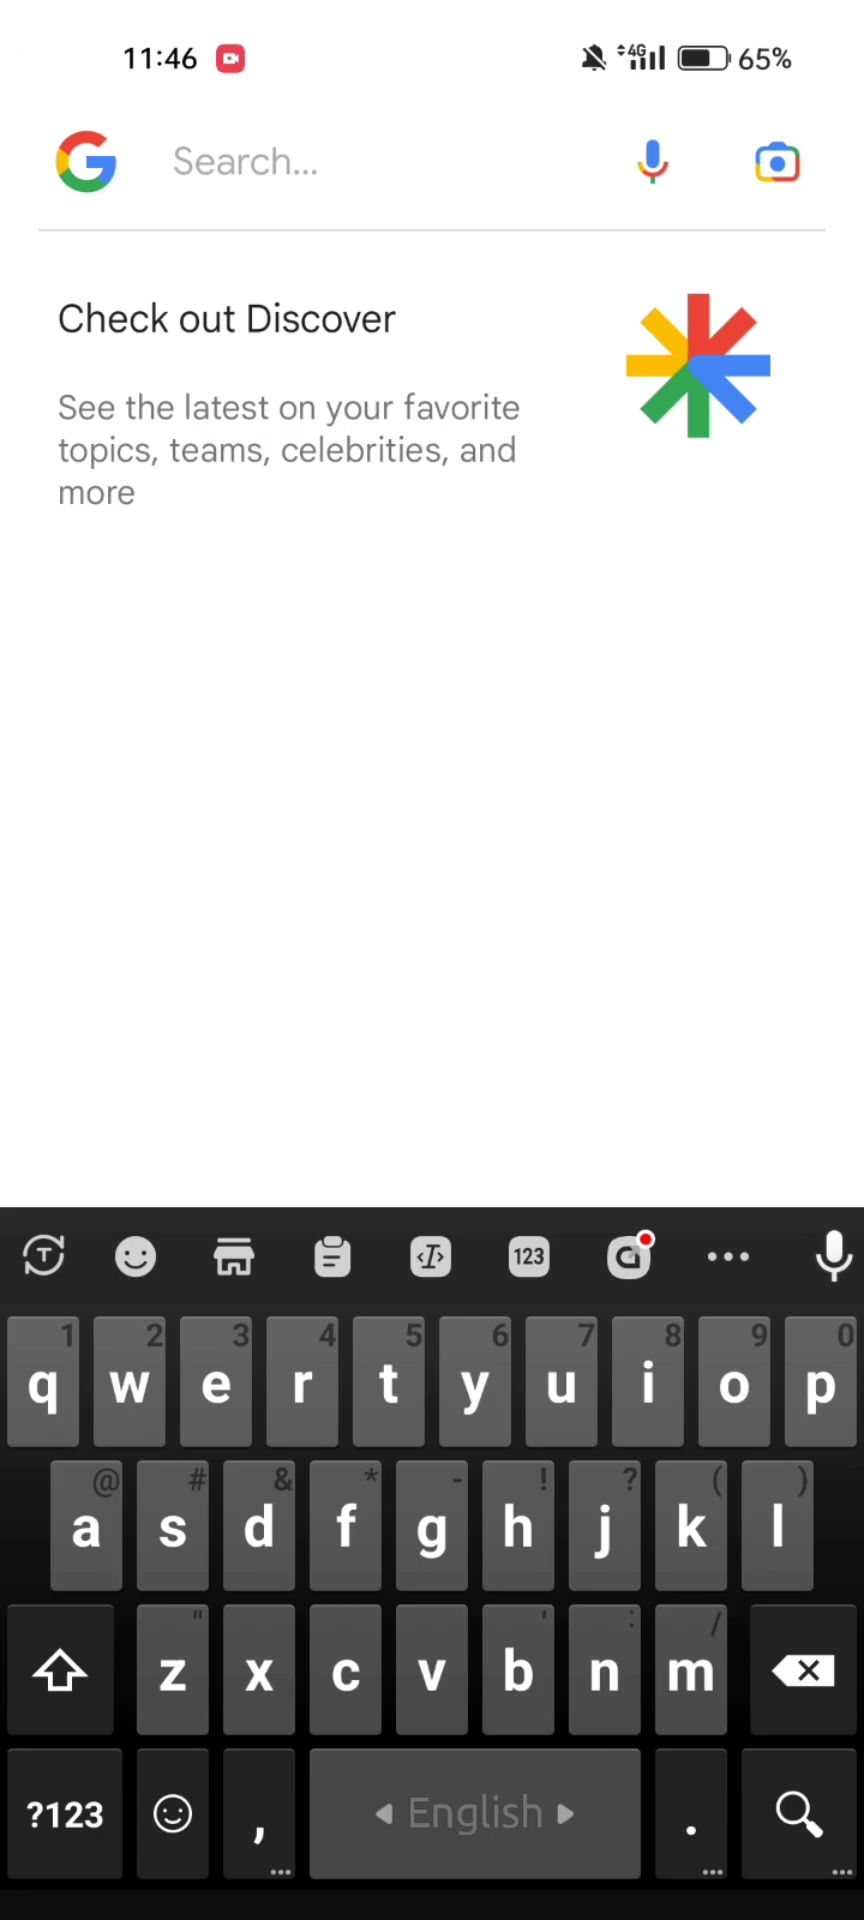 11:46 4G 65%
Search...
Check out Discover
See the latest on your favorite
topics, teams, celebrities, and
more
T T 123
1 2 3 4 5 6 7 8 9 0
q w e r t y u i o p
@ # & * - ! ? ( )
a s d f g h j k l
" ' : /
z x c v b n m
?123 , English .